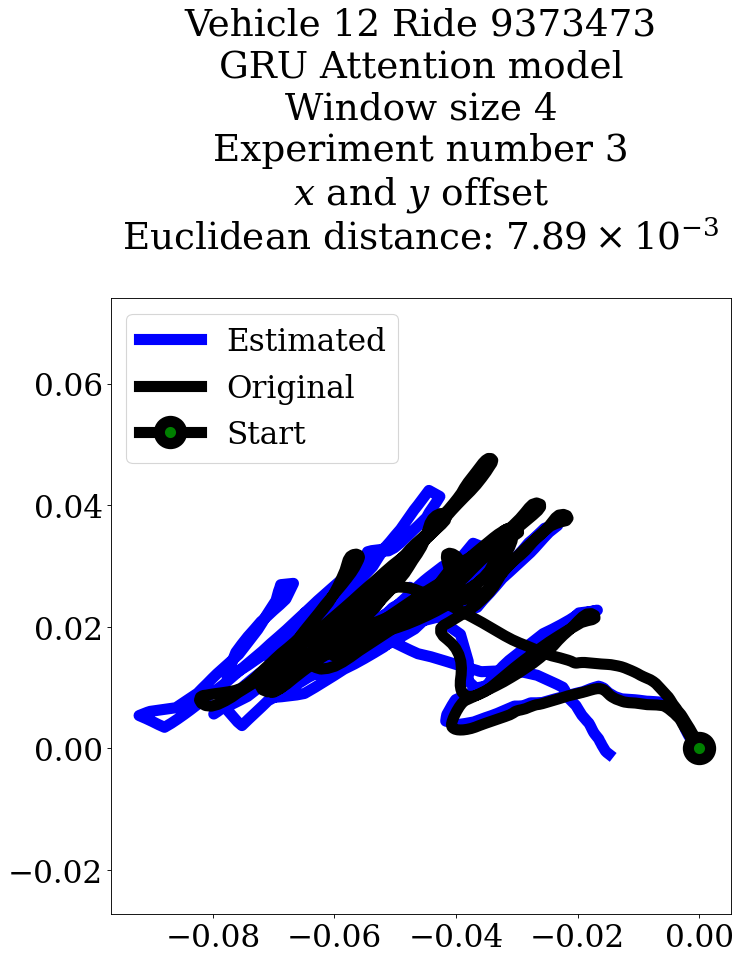 Vehicle 12 Ride 9373473
GRU Attention model
Window size 4
Experiment number 3
x and y offset
Euclidean distance: 7.89 × 10⁻³
Estimated
Original
Start
0.06
0.04
0.02
0.00
−0.02
−0.08 −0.06 −0.04 −0.02 0.00